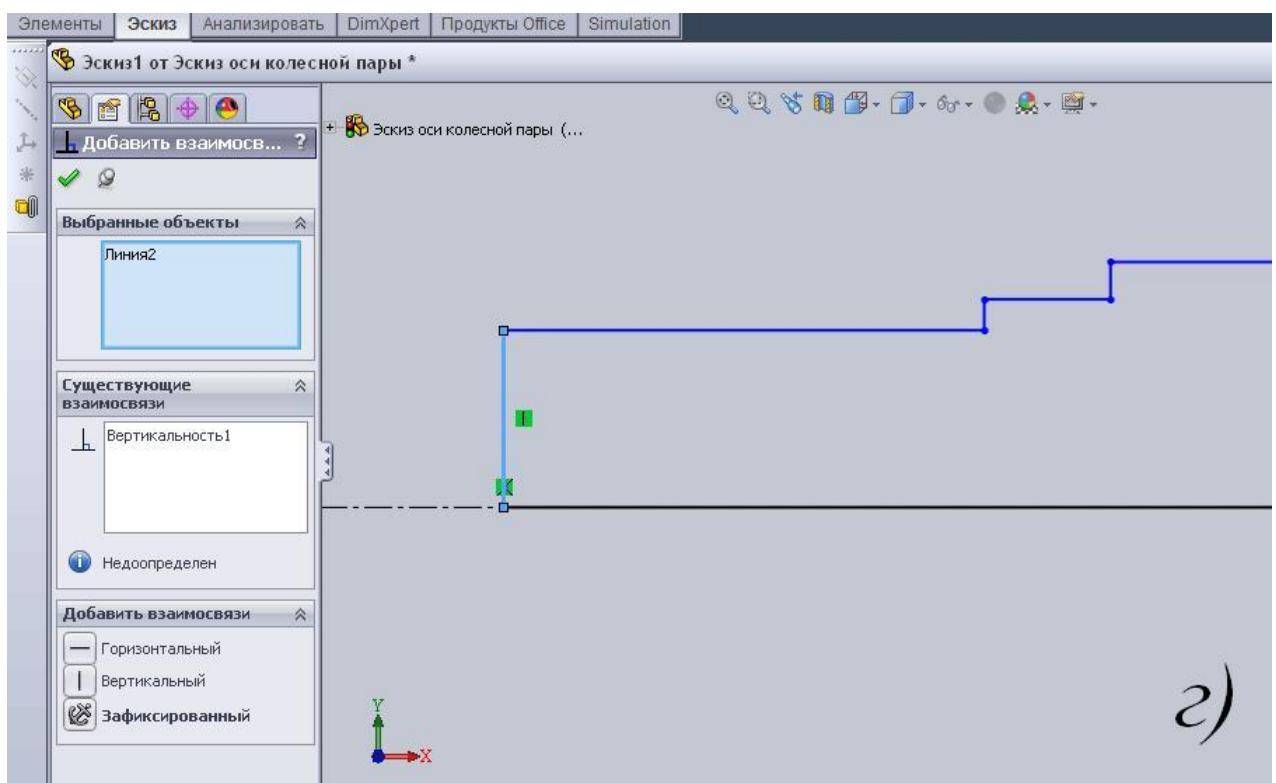 Элементы Эскиз Анализировать DimXpert Продукты Office Simulation
Эскиз1 от Эскиз оси колесной пары *
Добавить взаимосв... ?
Эскиз оси колесной пары (...
Выбранные объекты
Линия2
Существующие
взаимосвязи
Вертикальность1
Недоопределен
Добавить взаимосвязи
Горизонтальный
Вертикальный
Зафиксированный
Y
X
г)